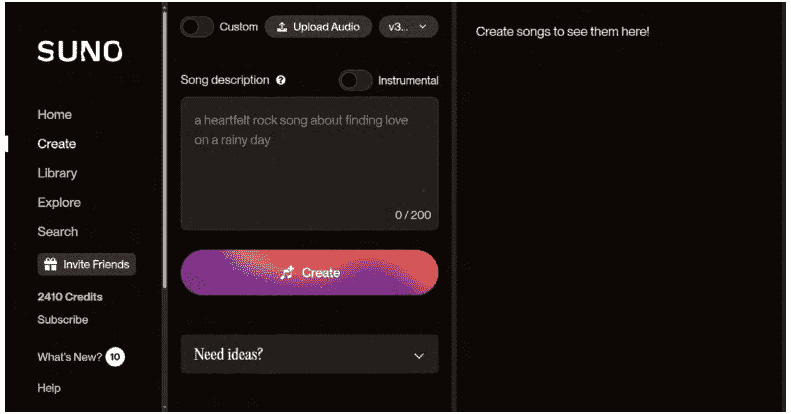 SUNO
Home
Create
Library
Explore
Search
Invite Friends
2410 Credits
Subscribe
What's New? 10
Help
Custom
Upload Audio
v3...
Song description ?
Instrumental
a heartfelt rock song about finding love
on a rainy day
0 / 200
Create
Need ideas?
Create songs to see them here!